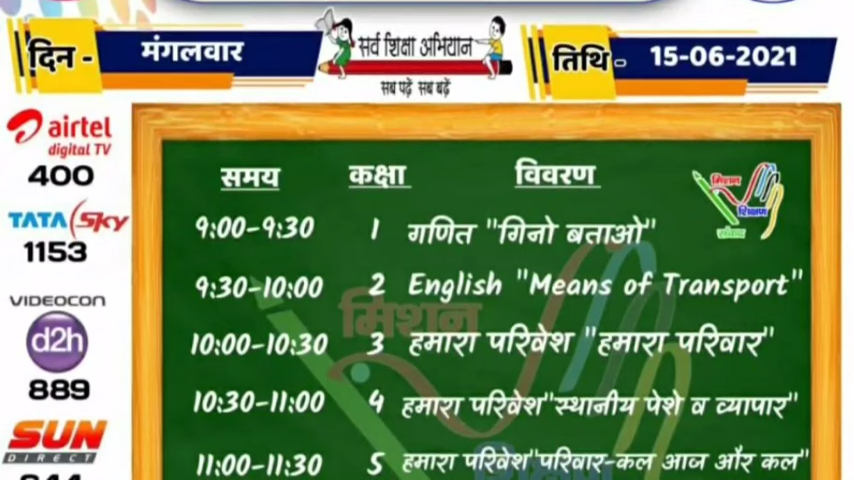 दिन - मंगलवार
सर्व शिक्षा अभियान
सब पढ़ें सब बढ़ें
तिथि - 15-06-2021
airtel
digital TV
400
TATA Sky
1153
VIDEOCON
d2h
889
SUN
DIRECT
समय कक्षा विवरण
मिशन
शिक्षण
संवाद
9:00-9:30 1 गणित "गिनो बताओ"
9:30-10:00 2 English "Means of Transport"
10:00-10:30 3 हमारा परिवेश "हमारा परिवार"
10:30-11:00 4 हमारा परिवेश"स्थानीय पेशे व व्यापार"
11:00-11:30 5 हमारा परिवेश"परिवार-कल आज और कल"
मिशन
शिक्षण